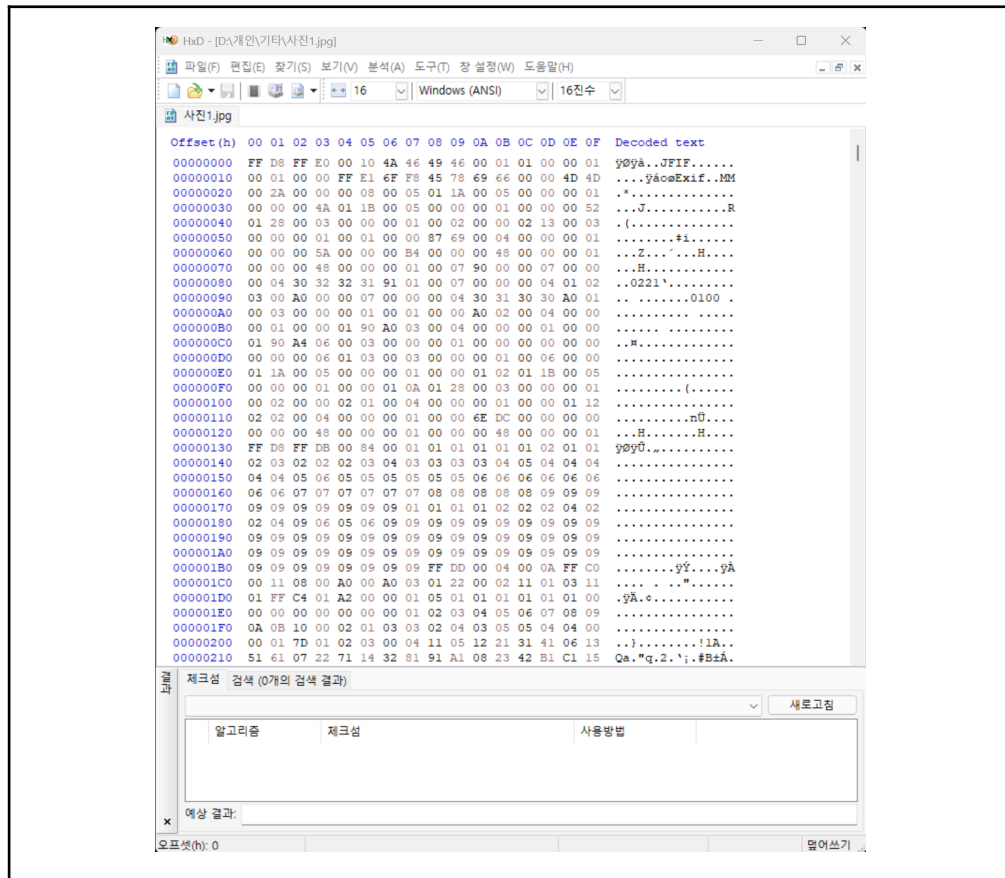 HxD - [D:\개인\기타\사진1.jpg]
파일(F) 편집(E) 찾기(S) 보기(V) 분석(A) 도구(T) 창 설정(W) 도움말(H)
16 Windows (ANSI) 16진수
사진1.jpg
Offset(h) 00 01 02 03 04 05 06 07 08 09 0A 0B 0C 0D 0E 0F Decoded text
00000000 FF D8 FF E0 00 10 4A 46 49 46 00 01 01 00 00 01 ÿØÿà..JFIF......
00000010 00 01 00 00 FF E1 6F F8 45 78 69 66 00 00 4D 4D ....ÿáoøExif..MM
00000020 00 2A 00 00 00 08 00 05 01 1A 00 05 00 00 00 01 .*..............
00000030 00 00 00 4A 01 1B 00 05 00 00 00 01 00 00 00 52 ...J...........R
00000040 01 28 00 03 00 00 00 01 00 02 00 00 02 13 00 03 .(..............
00000050 00 00 00 01 00 01 00 00 87 69 00 04 00 00 00 01 ........‡i......
00000060 00 00 00 5A 00 00 00 B4 00 00 00 48 00 00 00 01 ...Z...´...H....
00000070 00 00 00 48 00 00 00 01 00 07 90 00 00 07 00 00 ...H............
00000080 00 04 30 32 32 31 91 01 00 07 00 00 00 04 01 02 ..0221‘.........
00000090 03 00 A0 00 00 07 00 00 00 04 30 31 30 30 A0 01 .. .......0100 .
000000A0 00 03 00 00 00 01 00 01 00 00 A0 02 00 04 00 00 .......... .....
000000B0 00 01 00 00 01 90 A0 03 00 04 00 00 00 01 00 00 ...... .........
000000C0 01 90 A4 06 00 03 00 00 00 01 00 00 00 00 00 00 ..¤.............
000000D0 00 00 00 06 01 03 00 03 00 00 00 01 00 06 00 00 ................
000000E0 01 1A 00 05 00 00 00 01 00 00 01 02 01 1B 00 05 ................
000000F0 00 00 00 01 00 00 01 0A 01 28 00 03 00 00 00 01 .........(......
00000100 00 02 00 00 02 01 00 04 00 00 00 01 00 00 01 12 ................
00000110 02 02 00 04 00 00 00 01 00 00 6E DC 00 00 00 00 ..........nÜ....
00000120 00 00 00 48 00 00 00 01 00 00 00 48 00 00 00 01 ...H.......H....
00000130 FF D8 FF DB 00 84 00 01 01 01 01 01 01 02 01 01 ÿØÿÛ.„..........
00000140 02 03 02 02 02 03 04 03 03 03 03 04 05 04 04 04 ................
00000150 04 04 05 06 05 05 05 05 05 05 06 06 06 06 06 06 ................
00000160 06 06 07 07 07 07 07 07 08 08 08 08 08 09 09 09 ................
00000170 09 09 09 09 09 09 09 01 01 01 01 02 02 02 04 02 ................
00000180 02 04 09 06 05 06 09 09 09 09 09 09 09 09 09 09 ................
00000190 09 09 09 09 09 09 09 09 09 09 09 09 09 09 09 09 ................
000001A0 09 09 09 09 09 09 09 09 09 09 09 09 09 09 09 09 ................
000001B0 09 09 09 09 09 09 09 09 FF DD 00 04 00 0A FF C0 ........ÿÝ....ÿÀ
000001C0 00 11 08 00 A0 00 A0 03 01 22 00 02 11 01 03 11 .... . .."......
000001D0 01 FF C4 01 A2 00 00 01 05 01 01 01 01 01 01 00 .ÿÄ.¢...........
000001E0 00 00 00 00 00 00 00 01 02 03 04 05 06 07 08 09 ................
000001F0 0A 0B 10 00 02 01 03 03 02 04 03 05 05 04 04 00 ................
00000200 00 01 7D 01 02 03 00 04 11 05 12 21 31 41 06 13 ..}........!1A..
00000210 51 61 07 22 71 14 32 81 91 A1 08 23 42 B1 C1 15 Qa."q.2.‘¡.#B±Á.
결과
체크섬 검색 (0개의 검색 결과)
새로고침
알고리즘 체크섬 사용방법
예상 결과:
오프셋(h): 0 덮어쓰기